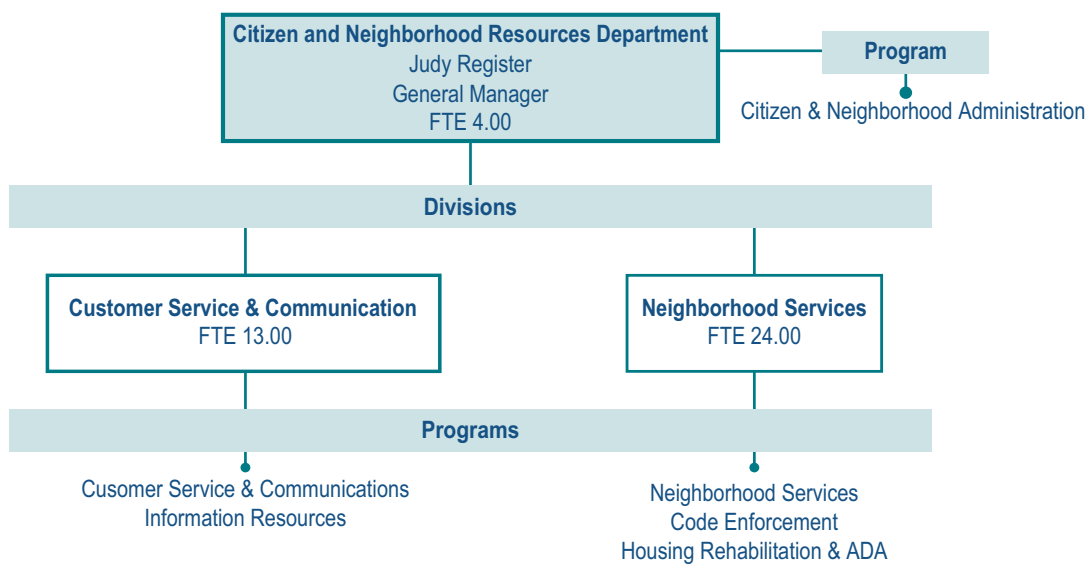 Citizen and Neighborhood Resources Department
Judy Register
General Manager
FTE 4.00
Program
Citizen & Neighborhood Administration
Divisions
Customer Service & Communication
FTE 13.00
Neighborhood Services
FTE 24.00
Programs
Cusomer Service & Communications
Information Resources
Neighborhood Services
Code Enforcement
Housing Rehabilitation & ADA